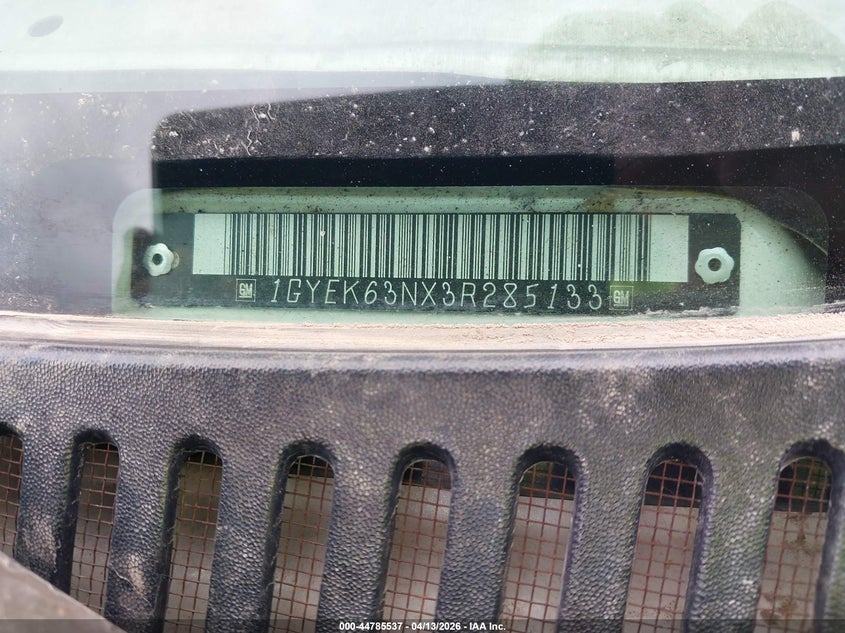 GM 1GYEK63NX3R285133 GM
000-44785537 - 04/13/2026 - IAA Inc.